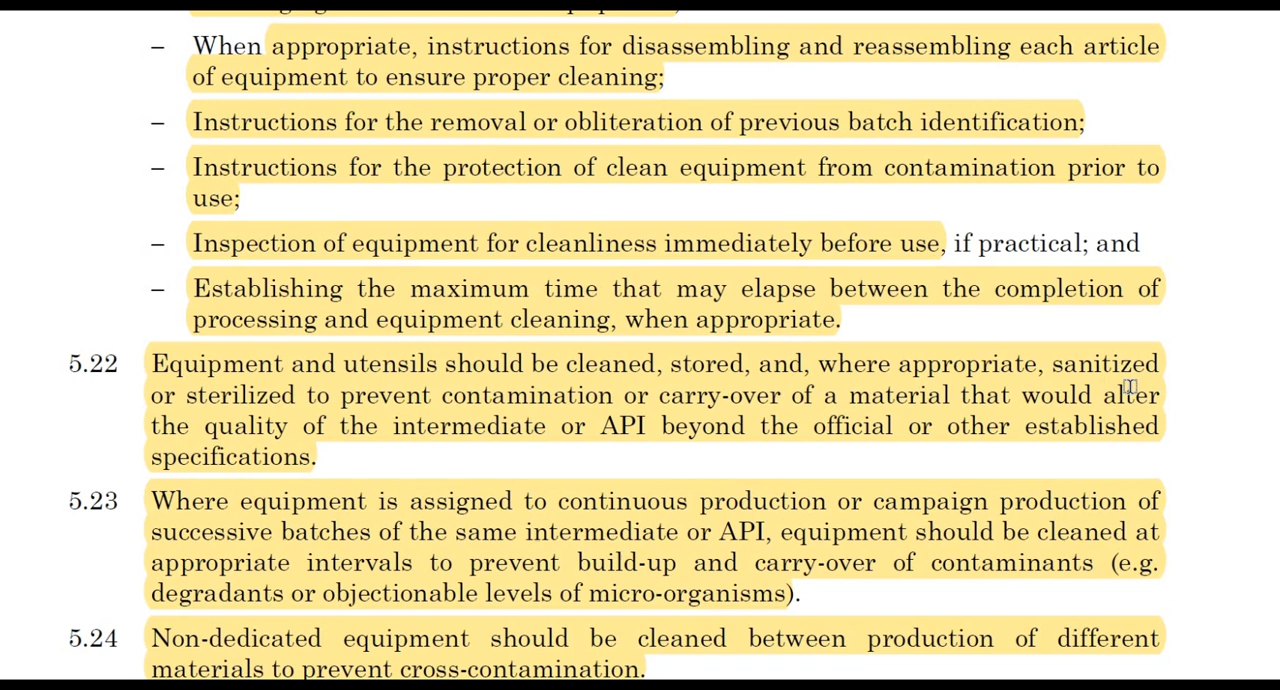 – When appropriate, instructions for disassembling and reassembling each article
of equipment to ensure proper cleaning;
– Instructions for the removal or obliteration of previous batch identification;
– Instructions for the protection of clean equipment from contamination prior to
use;
– Inspection of equipment for cleanliness immediately before use, if practical; and
– Establishing the maximum time that may elapse between the completion of
processing and equipment cleaning, when appropriate.
5.22 Equipment and utensils should be cleaned, stored, and, where appropriate, sanitized
or sterilized to prevent contamination or carry-over of a material that would alter
the quality of the intermediate or API beyond the official or other established
specifications.
5.23 Where equipment is assigned to continuous production or campaign production of
successive batches of the same intermediate or API, equipment should be cleaned at
appropriate intervals to prevent build-up and carry-over of contaminants (e.g.
degradants or objectionable levels of micro-organisms).
5.24 Non-dedicated equipment should be cleaned between production of different
materials to prevent cross-contamination.